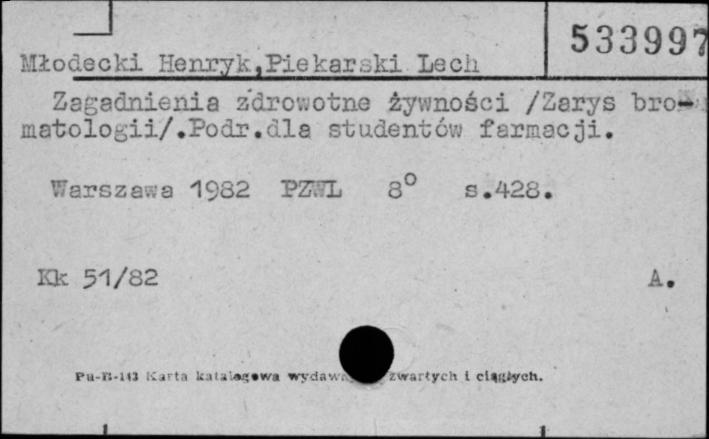 533997
Młodecki Henryk,Piekarski Lech
Zagadnienia zdrowotne żywności /Zarys bro-
matologii/.Podr.dla studentów farmacji.
Warszawa 1982 PZWL 8° s.428.
Kk 51/82 A.
Pu-B-143 Karta katalogowa zwartych i ciągłych.